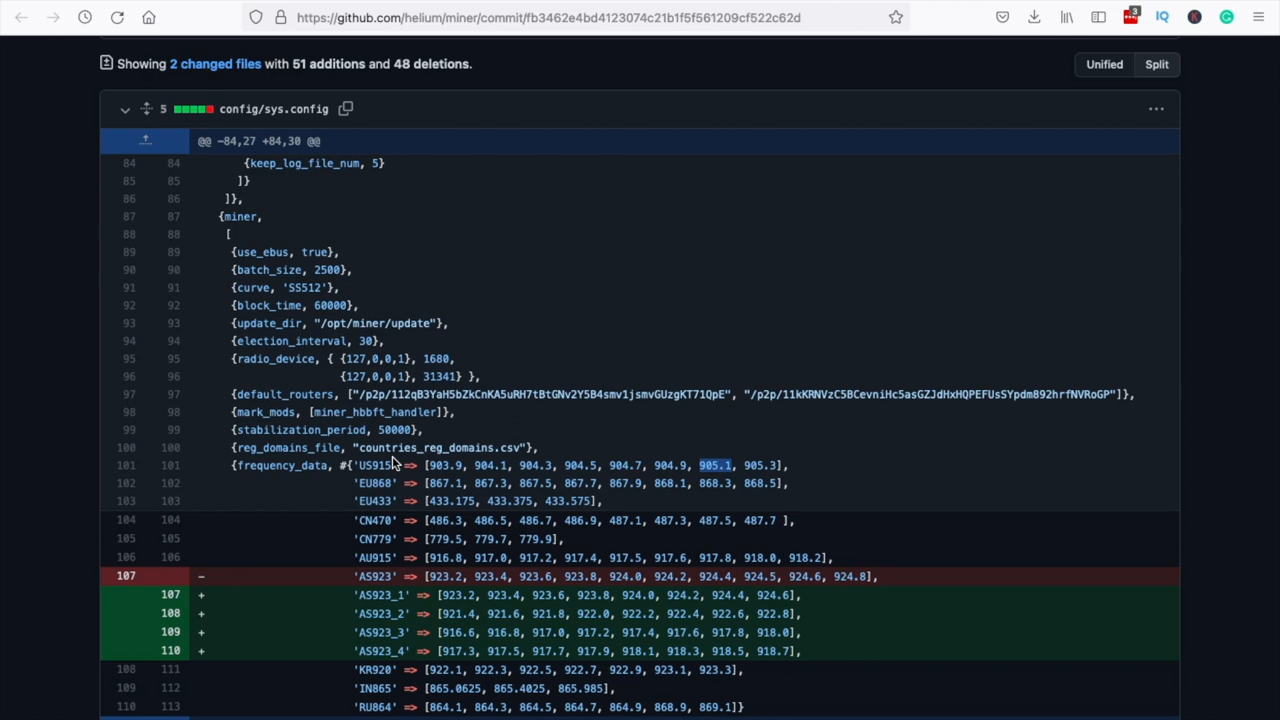 https://github.com/helium/miner/commit/fb3462e4bd4123074c21b1f5f561209cf522c62d
3
IQ
K
G
Showing 2 changed files with 51 additions and 48 deletions.
Unified Split
5 config/sys.config
@@ -84,27 +84,30 @@
84 84 {keep_log_file_num, 5}
85 85 ]}
86 86 ]},
87 87 {miner,
88 88 [
89 89 {use_ebus, true},
90 90 {batch_size, 2500},
91 91 {curve, 'SS512'},
92 92 {block_time, 60000},
93 93 {update_dir, "/opt/miner/update"},
94 94 {election_interval, 30},
95 95 {radio_device, { {127,0,0,1}, 1680,
96 96 {127,0,0,1}, 31341} },
97 97 {default_routers, ["/p2p/112qB3YaH5bZkCnKA5uRH7tBtGNv2Y5B4smv1jsmvGUzgKT71QpE", "/p2p/11kKRNVzC5BCevniHc5asGZJdHxHQPEFUsSYpdm892hrfNVRoGP"]},
98 98 {mark_mods, [miner_hbbft_handler]},
99 99 {stabilization_period, 50000},
100 100 {reg_domains_file, "countries_reg_domains.csv"},
101 101 {frequency_data, #{'US915' => [903.9, 904.1, 904.3, 904.5, 904.7, 904.9, 905.1, 905.3],
102 102 'EU868' => [867.1, 867.3, 867.5, 867.7, 867.9, 868.1, 868.3, 868.5],
103 103 'EU433' => [433.175, 433.375, 433.575],
104 104 'CN470' => [486.3, 486.5, 486.7, 486.9, 487.1, 487.3, 487.5, 487.7 ],
105 105 'CN779' => [779.5, 779.7, 779.9],
106 106 'AU915' => [916.8, 917.0, 917.2, 917.4, 917.5, 917.6, 917.8, 918.0, 918.2],
107 - 'AS923' => [923.2, 923.4, 923.6, 923.8, 924.0, 924.2, 924.4, 924.5, 924.6, 924.8],
107 + 'AS923_1' => [923.2, 923.4, 923.6, 923.8, 924.0, 924.2, 924.4, 924.6],
108 + 'AS923_2' => [921.4, 921.6, 921.8, 922.0, 922.2, 922.4, 922.6, 922.8],
109 + 'AS923_3' => [916.6, 916.8, 917.0, 917.2, 917.4, 917.6, 917.8, 918.0],
110 + 'AS923_4' => [917.3, 917.5, 917.7, 917.9, 918.1, 918.3, 918.5, 918.7],
108 111 'KR920' => [922.1, 922.3, 922.5, 922.7, 922.9, 923.1, 923.3],
109 112 'IN865' => [865.0625, 865.4025, 865.985],
110 113 'RU864' => [864.1, 864.3, 864.5, 864.7, 864.9, 868.9, 869.1]}